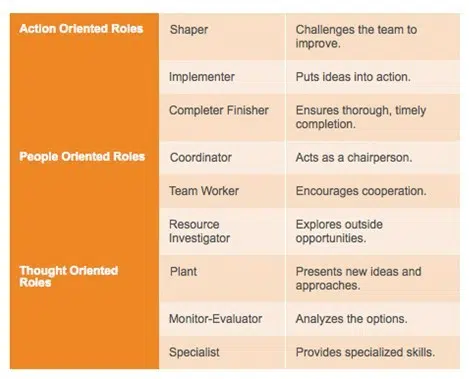 Action Oriented Roles
Shaper
Challenges the team to
improve.
Implementer
Puts ideas into action.
Completer Finisher
Ensures thorough, timely
completion.
People Oriented Roles
Coordinator
Acts as a chairperson.
Team Worker
Encourages cooperation.
Resource
Investigator
Explores outside
opportunities.
Thought Oriented
Roles
Plant
Presents new ideas and
approaches.
Monitor-Evaluator
Analyzes the options.
Specialist
Provides specialized skills.